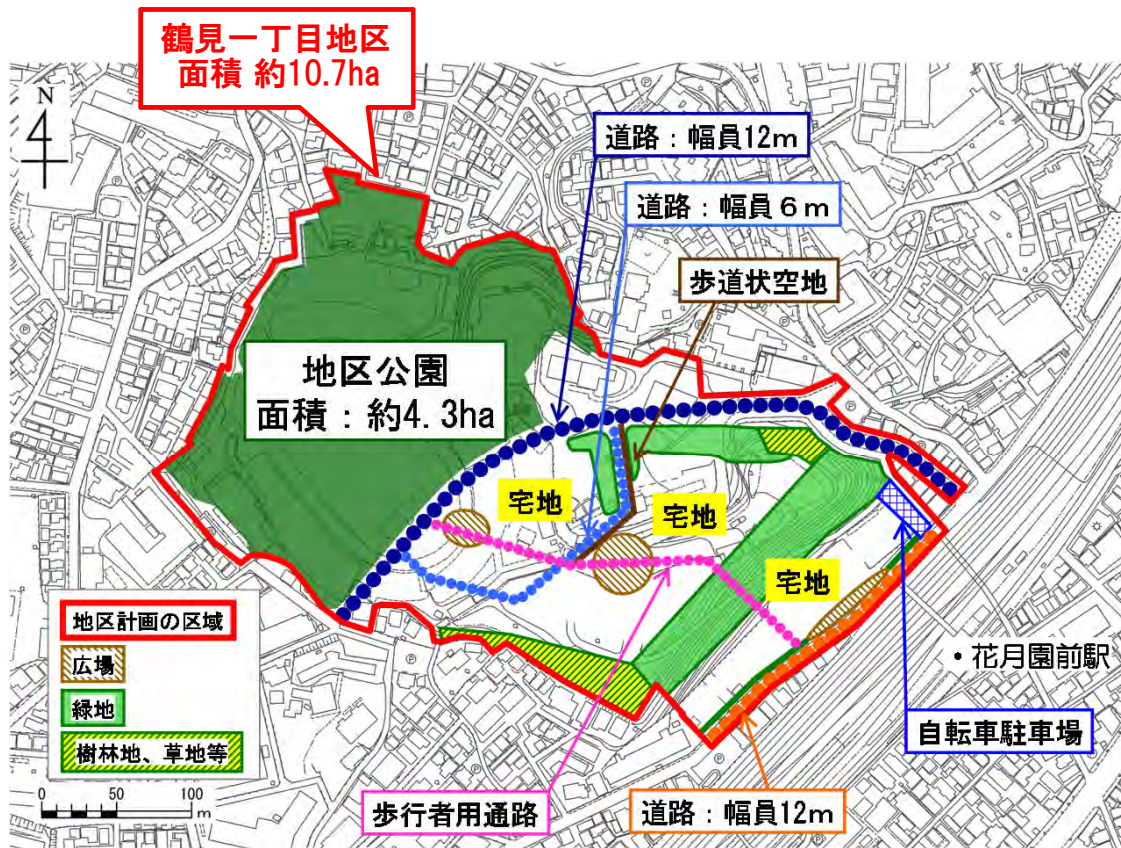 鶴見一丁目地区
面積 約10.7ha
N
道路：幅員12m
道路：幅員６ｍ
歩道状空地
地区公園
面積：約4.3ha
宅地
宅地
宅地
地区計画の区域
広場
緑地
樹林地、草地等
0 50 100
m
・花月園前駅
自転車駐車場
歩行者用通路
道路：幅員12m